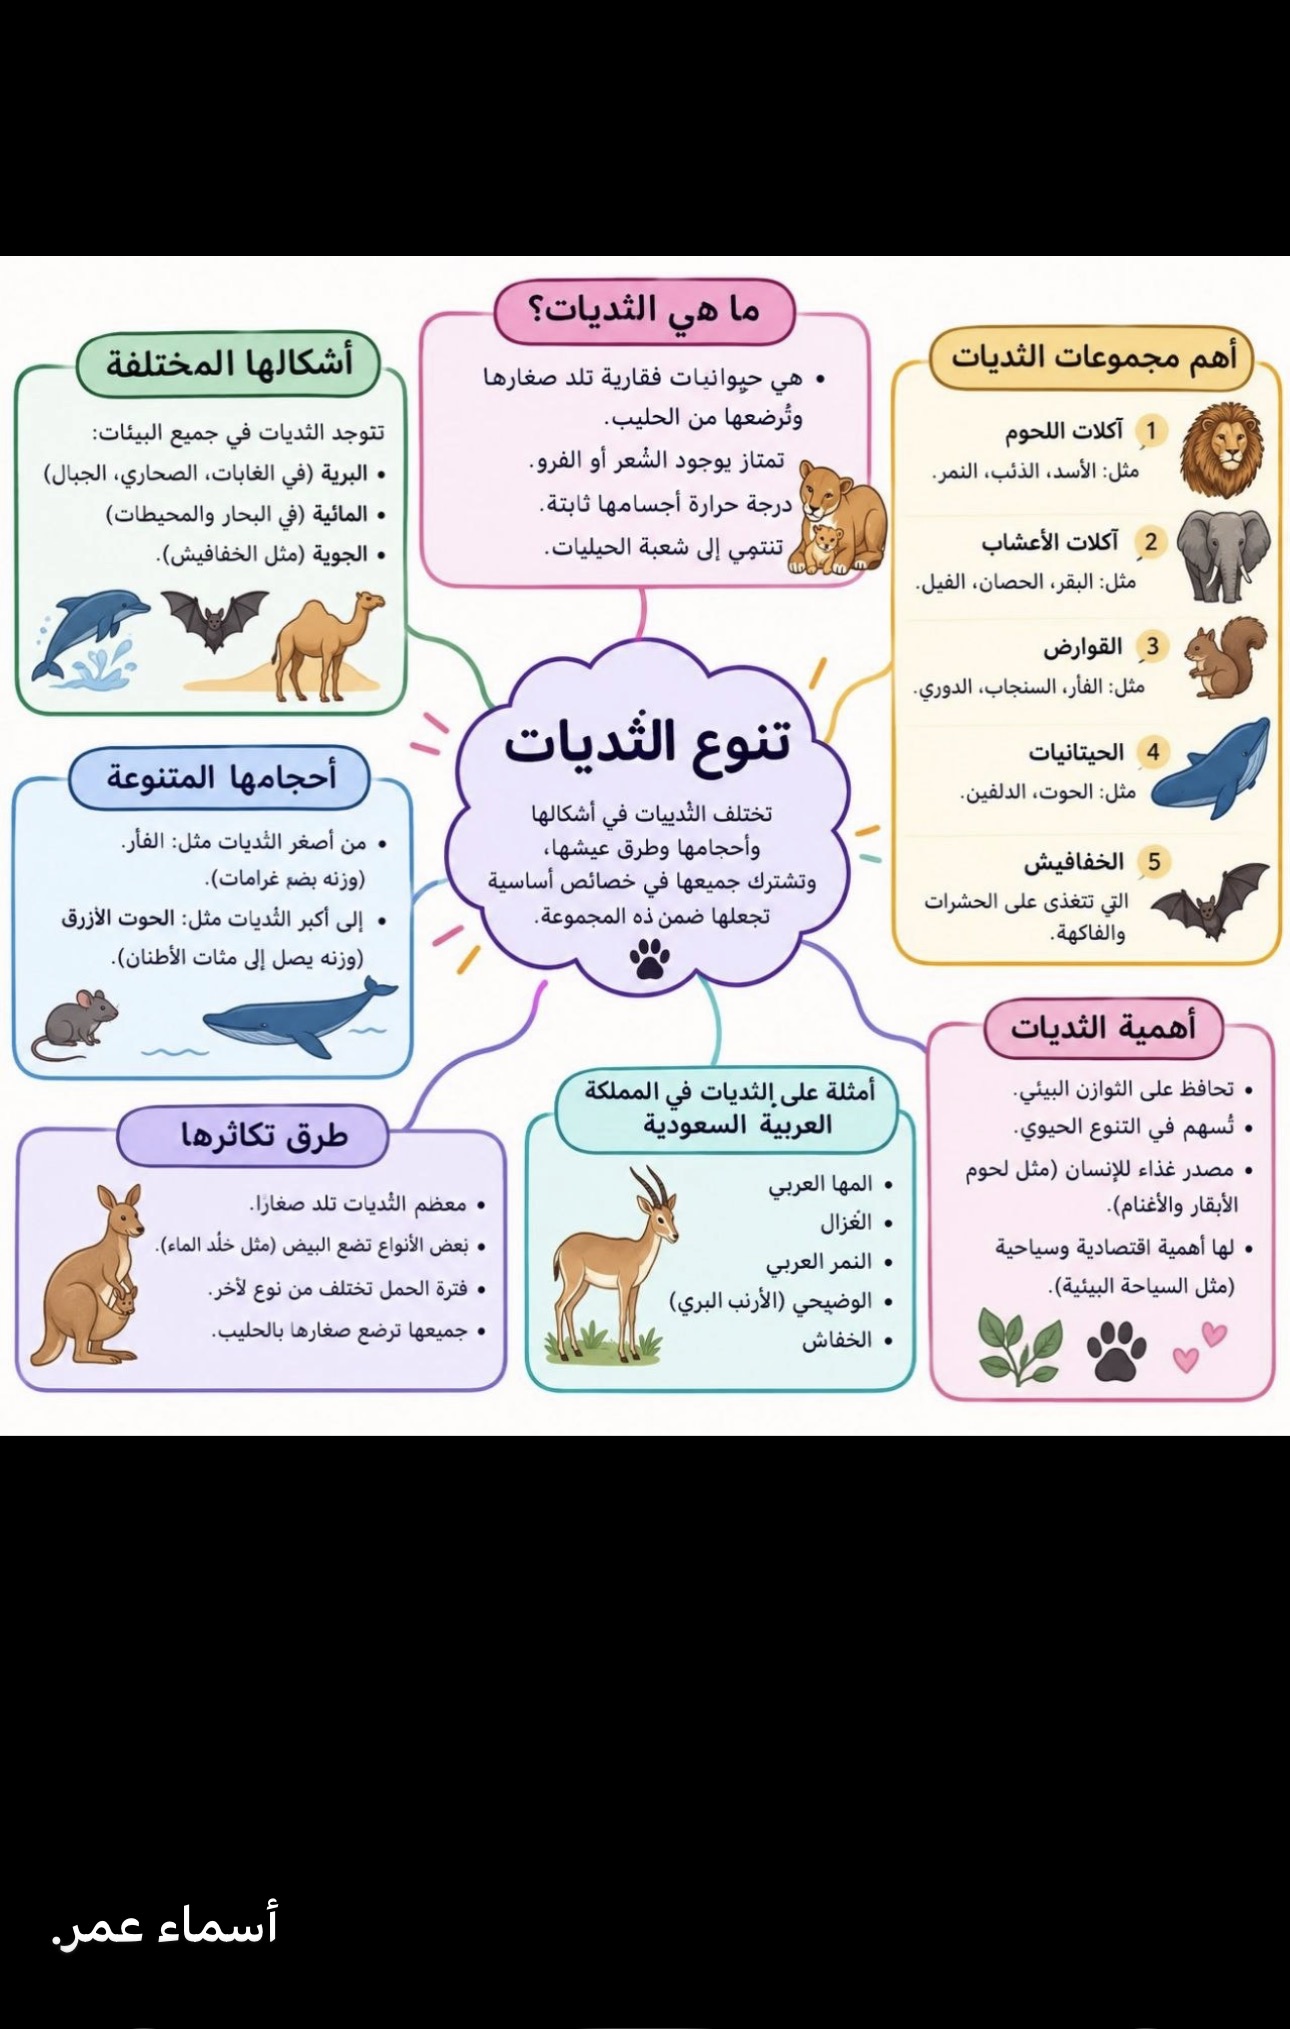 ما هي الثديات؟
هي حيوانيات فقارية تلد صغارها
وتُرضعها من الحليب.
تمتاز يوجود الشعر أو الفرو.
درجة حرارة أجسامها ثابتة.
تنتمي إلى شعبة الحيليات.
أهم مجموعات الثديات
1 آكلات اللحوم
مثل: الأسد، الذئب، النمر.
2 آكلات الأعشاب
مثل: البقر، الحصان، الفيل.
3 القوارض
مثل: الفأر، السنجاب، الدوري.
4 الحيتانيات
مثل: الحوت، الدلفين.
5 الخفافيش
التي تتغذى على الحشرات
والفاكهة.
أشكالها المختلفة
تتوجد الثديات في جميع البيئات:
• البرية (في الغابات، الصحاري، الجبال)
• المائية (في البحار والمحيطات)
• الجوية (مثل الخفافيش).
تنوع الثديات
تختلف الثدييات في أشكالها
وأحجامها وطرق عيشها،
وتشترك جميعها في خصائص أساسية
تجعلها ضمن ذه المجموعة.
أحجامها المتنوعة
• من أصغر الثديات مثل: الفأر.
(وزنه بضع غرامات).
• إلى أكبر الثديات مثل: الحوت الأزرق
(وزنه يصل إلى مئات الأطنان).
أهمية الثديات
• تحافظ على التوازن البيئي.
• تُسهم في التنوع الحيوي.
• مصدر غذاء للإنسان (مثل لحوم
الأبقار والأغنام).
• لها أهمية اقتصادية وسياحية
(مثل السياحة البيئية).
أمثلة على الثديات في المملكة
العربية السعودية
• المها العربي
• الغزال
• النمر العربي
• الوضيحي (الأرنب البري)
• الخفاش
طرق تكاثرها
• معظم الثديات تلد صغارًا.
• بعض الأنواع تضع البيض (مثل خلُد الماء).
• فترة الحمل تختلف من نوع لأخر.
• جميعها ترضع صغارها بالحليب.
أسماء عمر.